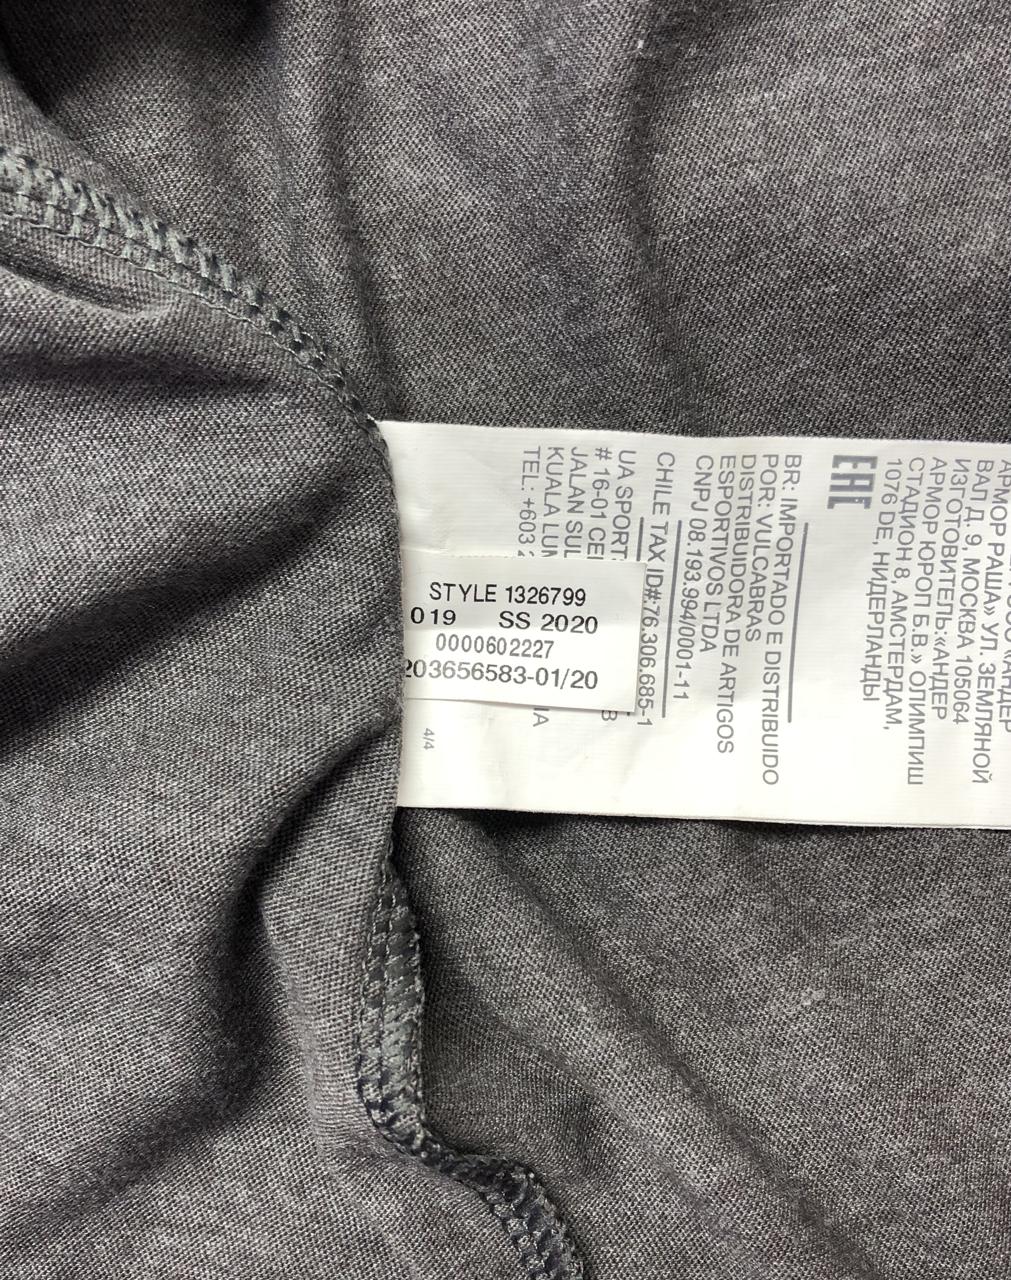 АРМОР РАША» УЛ. ЗЕМЛЯНОЙ
ВАЛ Д. 9, МОСКВА 105064
ИЗГОТОВИТЕЛЬ:«АНДЕР
АРМОР ЮРОП Б.В.» ОЛИМПИШ
СТАДИОН 8, АМСТЕРДАМ,
1076 DE, НИДЕРЛАНДЫ
EAC
BR: IMPORTADO E DISTRIBUIDO
POR: VULCABRAS
DISTRIBUIDORA DE ARTIGOS
ESPORTIVOS LTDA
CNPJ 08.193.994/0001-11
CHILE TAX ID#:76.306.685-1
UA SPORT
# 16-01
JALAN
KUALA
TEL: +603
4/4
STYLE 1326799
019 SS 2020
0000602227
203656583-01/20